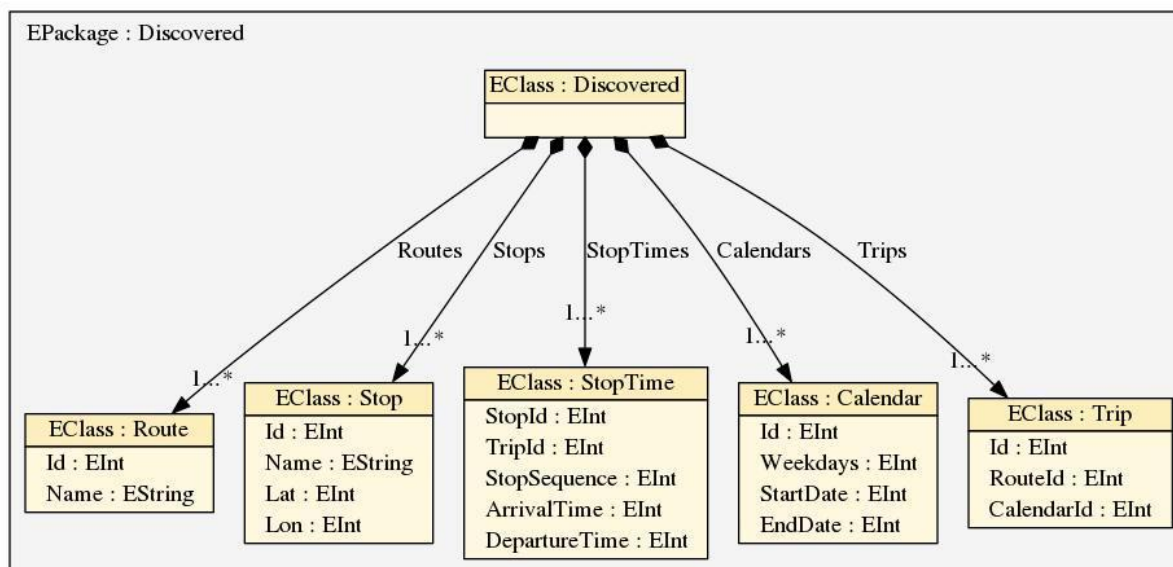 EPackage : Discovered
EClass : Discovered
Routes
Stops
StopTimes
Calendars
Trips
1...*
1...*
1...*
1...*
1...*
EClass : Route
Id : EInt
Name : EString
EClass : Stop
Id : EInt
Name : EString
Lat : EInt
Lon : EInt
EClass : StopTime
StopId : EInt
TripId : EInt
StopSequence : EInt
ArrivalTime : EInt
DepartureTime : EInt
EClass : Calendar
Id : EInt
Weekdays : EInt
StartDate : EInt
EndDate : EInt
EClass : Trip
Id : EInt
RouteId : EInt
CalendarId : EInt